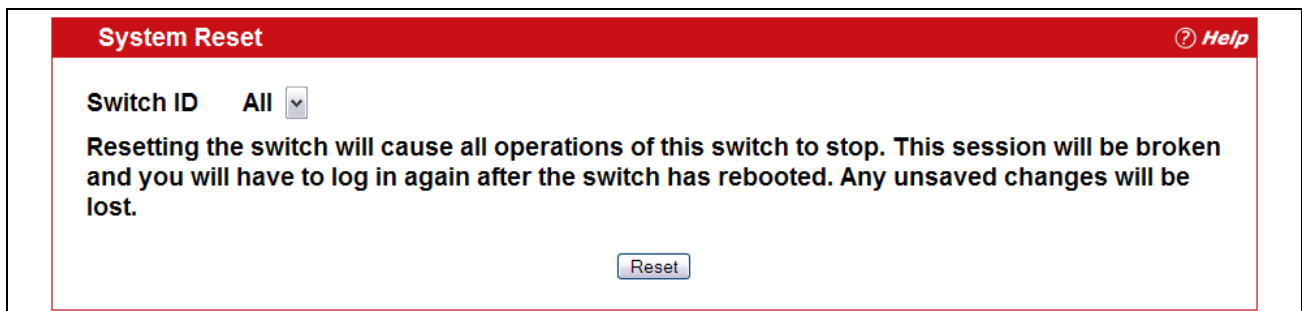 System Reset
Help
Switch ID All
Resetting the switch will cause all operations of this switch to stop. This session will be broken
and you will have to log in again after the switch has rebooted. Any unsaved changes will be
lost.
Reset